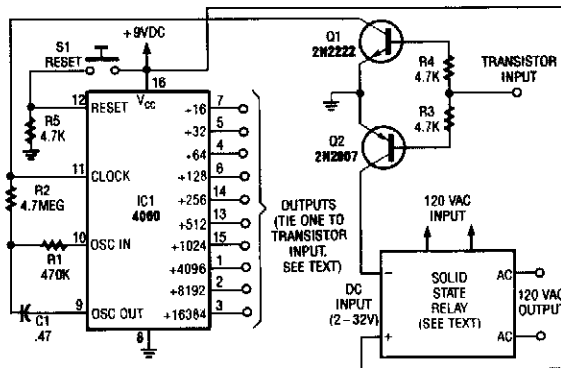 S1
RESET
+9VDC
16
VCC
12
RESET
R5
4.7K
11
CLOCK
R2
4.7MEG
R1
470K
10
OSC IN
9
OSC OUT
C1
.47
8
IC1
4060
÷16
7
÷32
5
÷64
4
÷128
6
÷256
14
÷512
13
÷1024
15
÷4096
1
÷8192
2
÷16384
3
OUTPUTS
(TIE ONE TO
TRANSISTOR
INPUT,
SEE TEXT)
Q1
2N2222
Q2
2N2907
R4
4.7K
R3
4.7K
TRANSISTOR
INPUT
120 VAC
INPUT
DC
INPUT
(2–32V)
–
+
SOLID
STATE
RELAY
(SEE TEXT)
AC
AC
120 VAC
OUTPUT